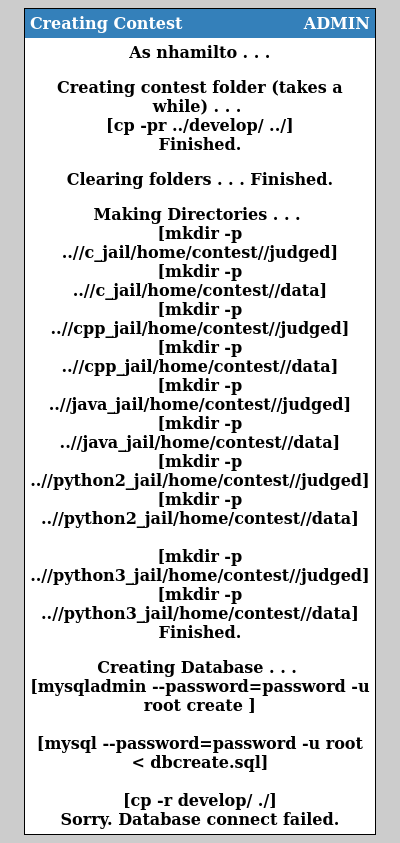 Creating Contest ADMIN
As nhamilto . . .
Creating contest folder (takes a
while) . . .
[cp -pr ../develop/ ../]
Finished.
Clearing folders . . . Finished.
Making Directories . . .
[mkdir -p
..//c_jail/home/contest//judged]
[mkdir -p
..//c_jail/home/contest//data]
[mkdir -p
..//cpp_jail/home/contest//judged]
[mkdir -p
..//cpp_jail/home/contest//data]
[mkdir -p
..//java_jail/home/contest//judged]
[mkdir -p
..//java_jail/home/contest//data]
[mkdir -p
..//python2_jail/home/contest//judged]
[mkdir -p
..//python2_jail/home/contest//data]
[mkdir -p
..//python3_jail/home/contest//judged]
[mkdir -p
..//python3_jail/home/contest//data]
Finished.
Creating Database . . .
[mysqladmin --password=password -u
root create ]
[mysql --password=password -u root
< dbcreate.sql]
[cp -r develop/ ./]
Sorry. Database connect failed.